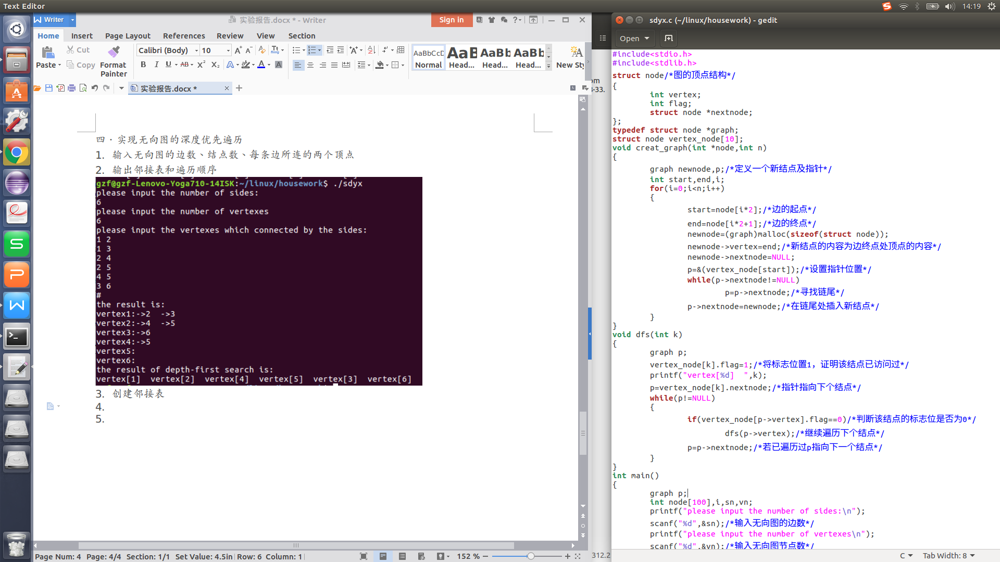 Text Editor
14:19
Writer
实验报告.docx * - Writer
Sign in
Home Insert Page Layout References Review View Section
Paste
Cut
Copy
Format
Painter
Calibri (Body)
10
AaBbCcD
Normal
AaB
Head...
AaBb
Head...
AaBb
Head...
New Sty
实验报告.docx *
四·实现无向图的深度优先遍历
1. 输入无向图的边数、结点数、每条边所连的两个顶点
2. 输出邻接表和遍历顺序
gzf@gzf-Lenovo-Yoga710-14ISK:~/linux/housework$ ./sdyx
please input the number of sides:
6
please input the number of vertexes
6
please input the vertexes which connected by the sides:
1 2
1 3
2 4
2 5
4 5
3 6
#
the result is:
vertex1:->2  ->3
vertex2:->4  ->5
vertex3:->6
vertex4:->5
vertex5:
vertex6:
the result of depth-first search is:
vertex[1]  vertex[2]  vertex[4]  vertex[5]  vertex[3]  vertex[6]
3. 创建邻接表
4.
5.
Page Num: 4 Page: 4/4 Section: 1/1 Set Value: 4.5in Row: 6 Column: 1
152 %
om
3-33.
312.2
sdyx.c (~/linux/housework) - gedit
Open
#include<stdio.h>
#include<stdlib.h>
struct node/*图的顶点结构*/
{
int vertex;
int flag;
struct node *nextnode;
};
typedef struct node *graph;
struct node vertex_node[10];
void creat_graph(int *node,int n)
{
graph newnode,p;/*定义一个新结点及指针*/
int start,end,i;
for(i=0;i<n;i++)
{
start=node[i*2];/*边的起点*/
end=node[i*2+1];/*边的终点*/
newnode=(graph)malloc(sizeof(struct node));
newnode->vertex=end;/*新结点的内容为边终点处顶点的内容*/
newnode->nextnode=NULL;
p=&(vertex_node[start]);/*设置指针位置*/
while(p->nextnode!=NULL)
p=p->nextnode;/*寻找链尾*/
p->nextnode=newnode;/*在链尾处插入新结点*/
}
}
void dfs(int k)
{
graph p;
vertex_node[k].flag=1;/*将标志位置1，证明该结点已访问过*/
printf("vertex[%d]  ",k);
p=vertex_node[k].nextnode;/*指针指向下个结点*/
while(p!=NULL)
{
if(vertex_node[p->vertex].flag==0)/*判断该结点的标志位是否为0*/
dfs(p->vertex);/*继续遍历下个结点*/
p=p->nextnode;/*若已遍历过p指向下一个结点*/
}
}
int main()
{
graph p;
int node[100],i,sn,vn;
printf("please input the number of sides:\n");
scanf("%d",&sn);/*输入无向图的边数*/
printf("please input the number of vertexes\n");
scanf("%d",&vn);/*输入无向图节点数*/
C Tab Width: 8